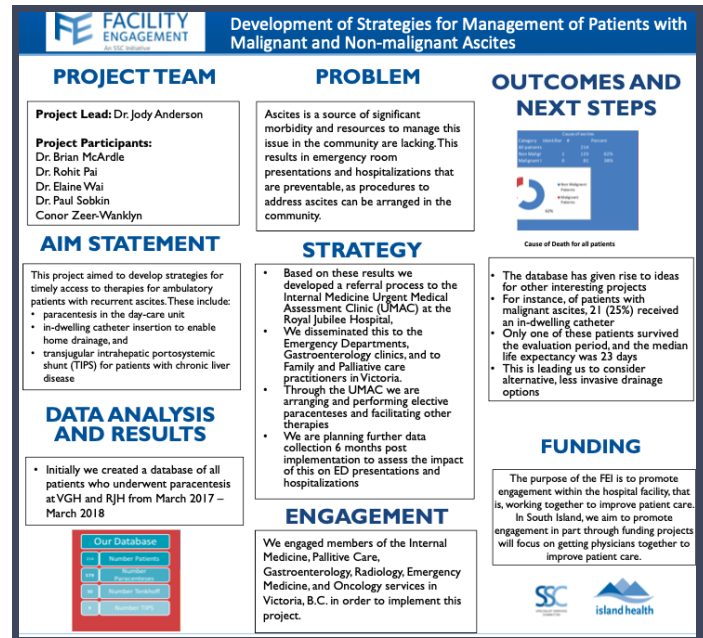 FACILITY
ENGAGEMENT
An SSC Initiative
Development of Strategies for Management of Patients with
Malignant and Non-malignant Ascites
PROJECT TEAM
Project Lead: Dr. Jody Anderson
Project Participants:
Dr. Brian McArdle
Dr. Rohit Pai
Dr. Elaine Wai
Dr. Paul Sobkin
Conor Zeer-Wanklyn
AIM STATEMENT
This project aimed to develop strategies for
timely access to therapies for ambulatory
patients with recurrent ascites. These include:
• paracentesis in the day-care unit
• in-dwelling catheter insertion to enable
home drainage, and
• transjugular intrahepatic portosystemic
shunt (TIPS) for patients with chronic liver
disease
DATA ANALYSIS
AND RESULTS
• Initially we created a database of all
patients who underwent paracentesis
at VGH and RJH from March 2017 –
March 2018
Our Database
Number Patients
Number
Paracenteses
Number Tenkhoff
Number TIPS
PROBLEM
Ascites is a source of significant
morbidity and resources to manage this
issue in the community are lacking. This
results in emergency room
presentations and hospitalizations that
are preventable, as procedures to
address ascites can be arranged in the
community.
STRATEGY
• Based on these results we
developed a referral process to the
Internal Medicine Urgent Medical
Assessment Clinic (UMAC) at the
Royal Jubilee Hospital,
• We disseminated this to the
Emergency Departments,
Gastroenterology clinics, and to
Family and Palliative care
practitioners in Victoria.
• Through the UMAC we are
arranging and performing elective
paracenteses and facilitating other
therapies
• We are planning further data
collection 6 months post
implementation to assess the impact
of this on ED presentations and
hospitalizations
ENGAGEMENT
We engaged members of the Internal
Medicine, Pallitive Care,
Gastroenterology, Radiology, Emergency
Medicine, and Oncology services in
Victoria, B.C. in order to implement this
project.
OUTCOMES AND
NEXT STEPS
Cause of
Category Identifier # Percent
All patients 214
Non Malign 1
Malignant
Non Malignant
Patients
Malignant
Patients
Cause of Death for all patients
• The database has given rise to ideas
for other interesting projects
• For instance, of patients with
malignant ascites, 21 (25%) received
an in-dwelling catheter
• Only one of these patients survived
the evaluation period, and the median
life expectancy was 23 days
• This is leading us to consider
alternative, less invasive drainage
options
FUNDING
The purpose of the FEI is to promote
engagement within the hospital facility, that
is, working together to improve patient care.
In South Island, we aim to promote
engagement in part through funding projects
will focus on getting physicians together to
improve patient care.
SSC
island health